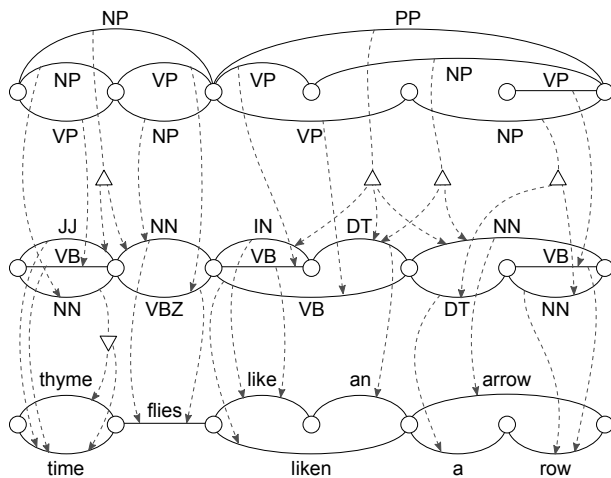 NP PP
NP VP VP NP VP
VP NP VP NP
JJ NN IN DT NN
VB VB VB
NN VBZ VB DT NN
thyme flies like an arrow
time liken a row